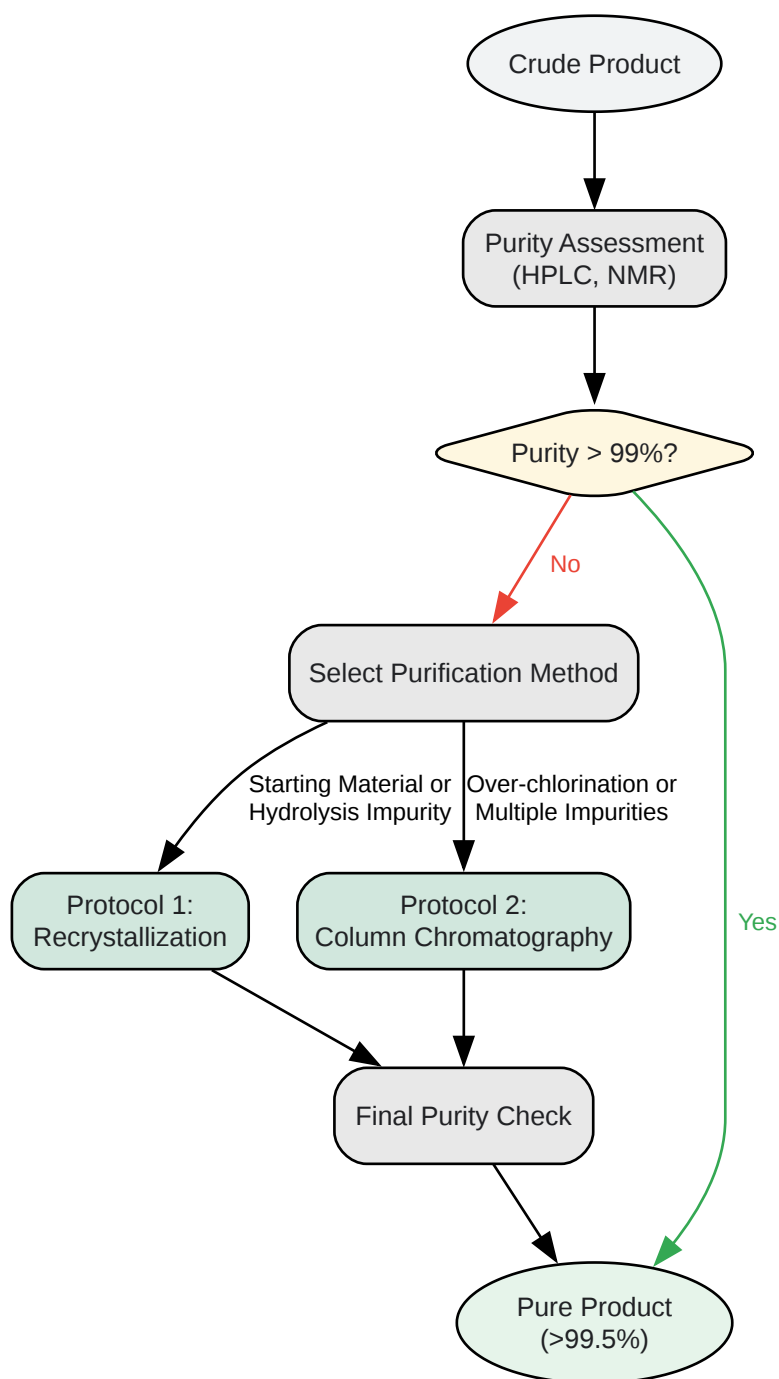 Crude Product
Purity Assessment
(HPLC, NMR)
Purity > 99%?
No
Select Purification Method
Starting Material or
Hydrolysis Impurity
Over-chlorination or
Multiple Impurities
Protocol 1:
Recrystallization
Protocol 2:
Column Chromatography
Yes
Final Purity Check
Pure Product
(>99.5%)